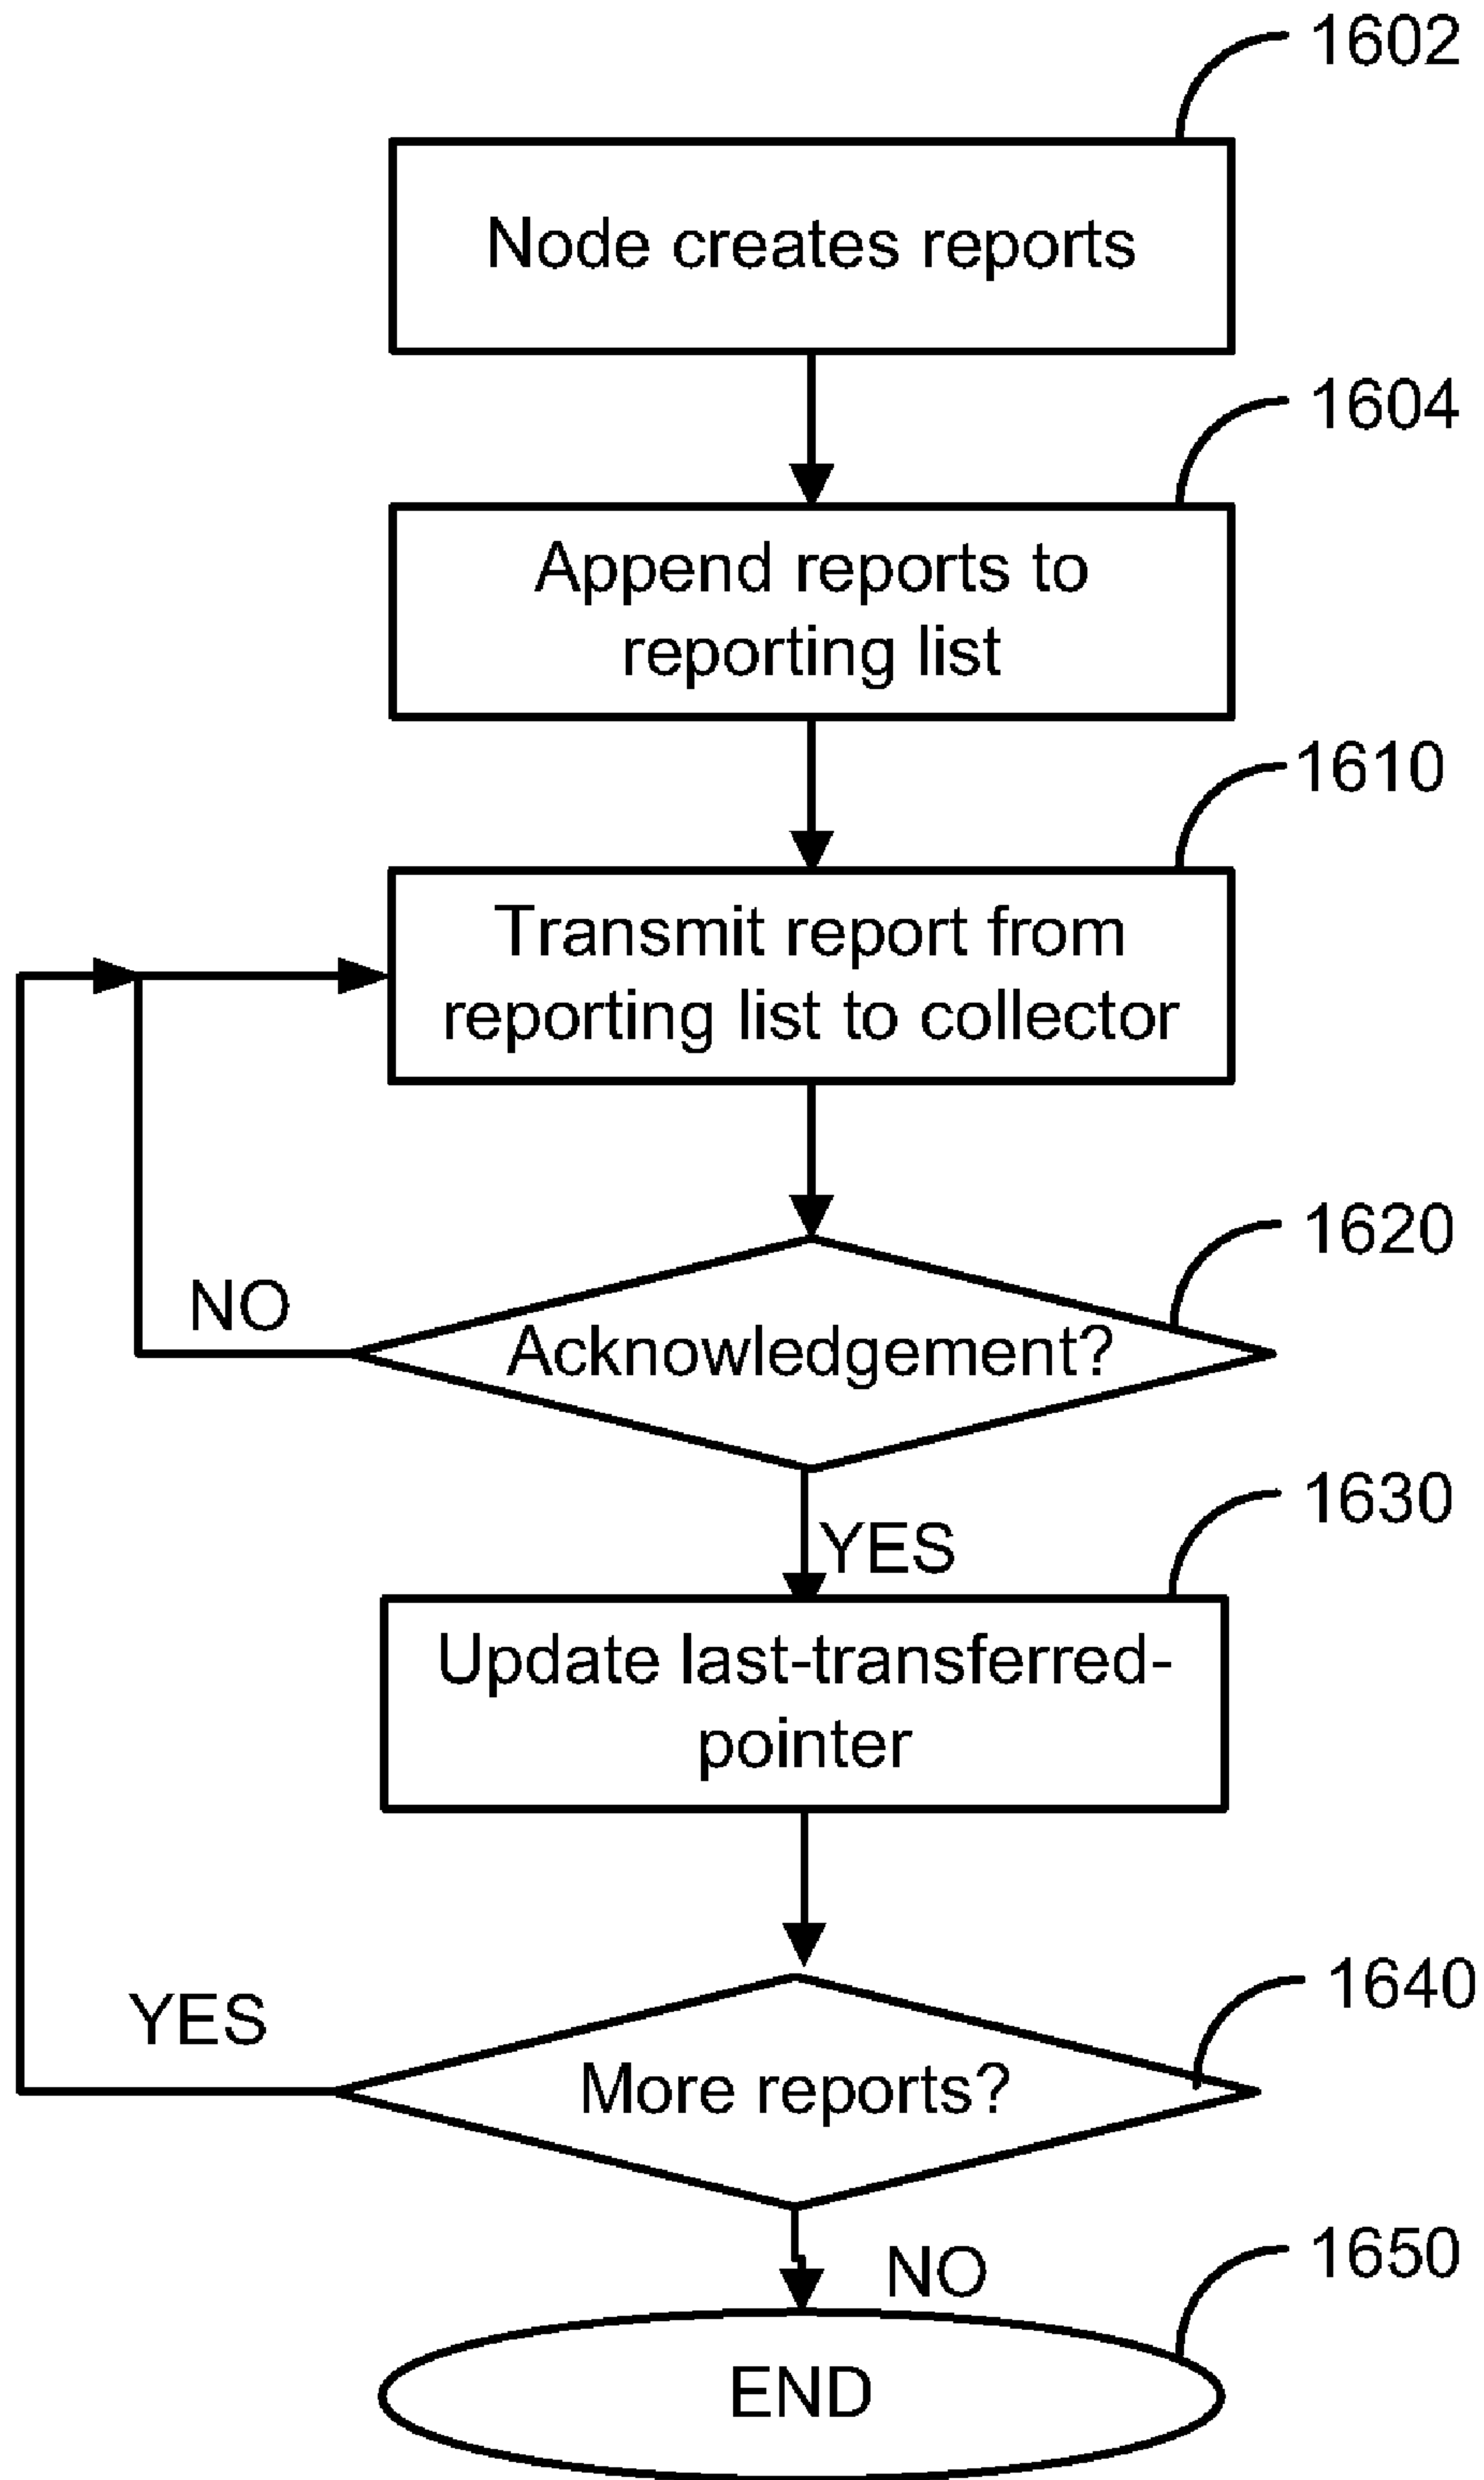 1602
Node creates reports
1604
Append reports to
reporting list
1610
Transmit report from
reporting list to collector
1620
NO
Acknowledgement?
1630
YES
Update last-transferred-
pointer
1640
YES
More reports?
1650
NO
END